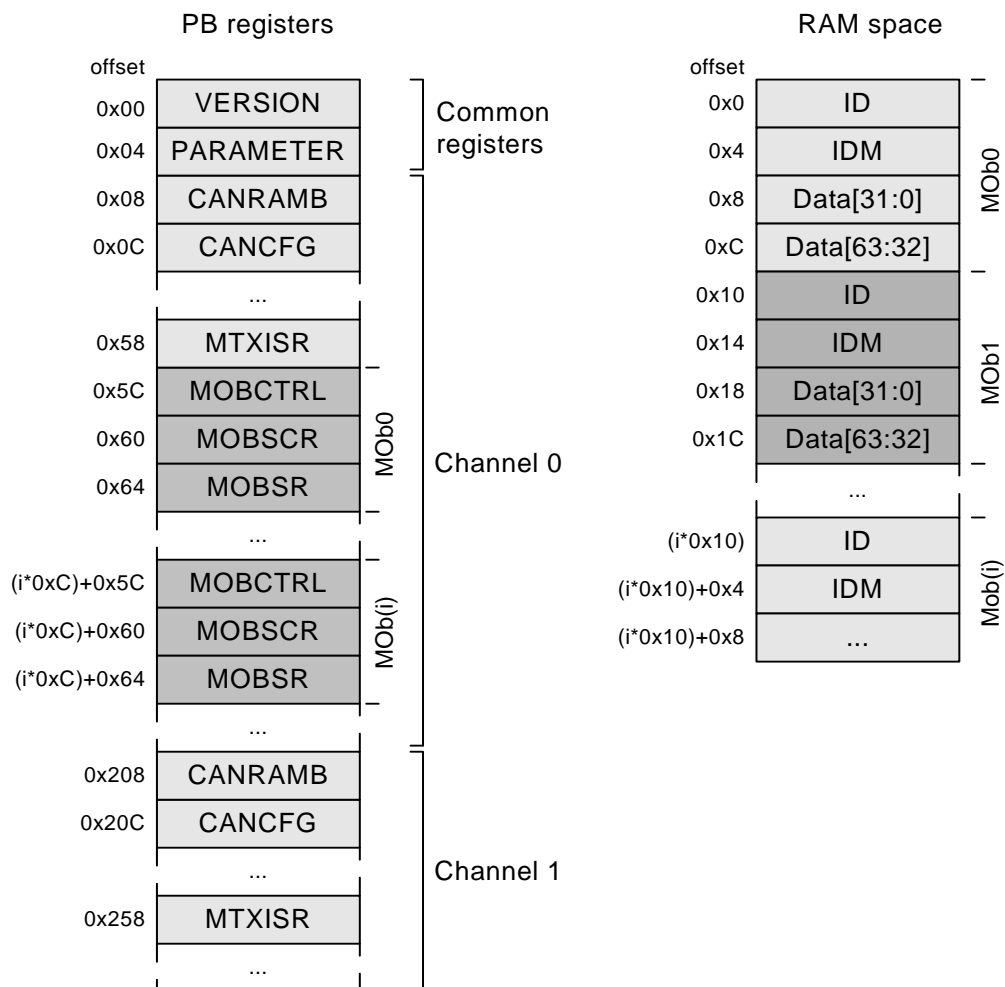 PB registers
offset
0x00 VERSION
0x04 PARAMETER
Common
registers
0x08 CANRAMB
0x0C CANCFG
...
0x58 MTXISR
0x5C MOBCTRL
0x60 MOBSCR
0x64 MOBSR
MOb0
Channel 0
...
(i*0xC)+0x5C MOBCTRL
(i*0xC)+0x60 MOBSCR
(i*0xC)+0x64 MOBSR
MOb(i)
...
0x208 CANRAMB
0x20C CANCFG
...
Channel 1
0x258 MTXISR
...
RAM space
offset
0x0 ID
0x4 IDM
0x8 Data[31:0]
0xC Data[63:32]
MOb0
0x10 ID
0x14 IDM
0x18 Data[31:0]
0x1C Data[63:32]
MOb1
...
(i*0x10) ID
(i*0x10)+0x4 IDM
(i*0x10)+0x8 ...
Mob(i)